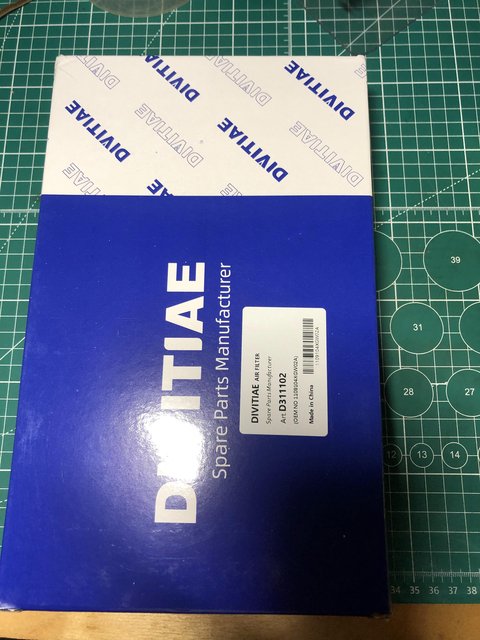 DIVITIAE
DIVITIAE
DIVITIAE
DIVITIAE
DIVITIAE
DIVITIAE
DIVITIAE
DIVITIAE
DIVITIAE
DIVITIAE
Spare Parts Manufacturer
DIVITIAE AIR FILTER
Spare Parts Manufacturer
Art. D311102
Made in China
39
31
28
27
12
13
14
34 35 36 37 38